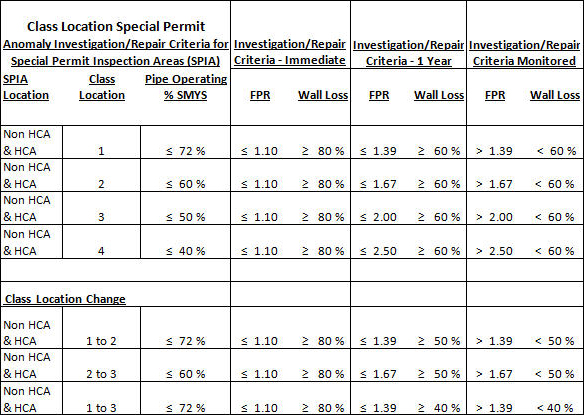 Class Location Special Permit
Anomaly Investigation/Repair Criteria for Special Permit Inspection Areas (SPIA) Investigation/Repair Criteria - Immediate Investigation/Repair Criteria - 1 Year Investigation/Repair Criteria Monitored
SPIA Location Class Location Pipe Operating % SMYS FPR Wall Loss FPR Wall Loss FPR Wall Loss
Non HCA
& HCA 1 ≤ 72 % ≤ 1.10 ≥ 80 % ≤ 1.39 ≥ 60 % > 1.39 < 60 %
Non HCA
& HCA 2 ≤ 60 % ≤ 1.10 ≥ 80 % ≤ 1.67 ≥ 60 % > 1.67 < 60 %
Non HCA
& HCA 3 ≤ 50 % ≤ 1.10 ≥ 80 % ≤ 2.00 ≥ 60 % > 2.00 < 60 %
Non HCA
& HCA 4 ≤ 40 % ≤ 1.10 ≥ 80 % ≤ 2.50 ≥ 60 % > 2.50 < 60 %
Class Location Change
Non HCA
& HCA 1 to 2 ≤ 72 % ≤ 1.10 ≥ 80 % ≤ 1.39 ≥ 50 % > 1.39 < 50 %
Non HCA
& HCA 2 to 3 ≤ 60 % ≤ 1.10 ≥ 80 % ≤ 1.67 ≥ 50 % > 1.67 < 50 %
Non HCA
& HCA 1 to 3 ≤ 72 % ≤ 1.10 ≥ 80 % ≤ 1.39 ≥ 40 % > 1.39 < 40 %